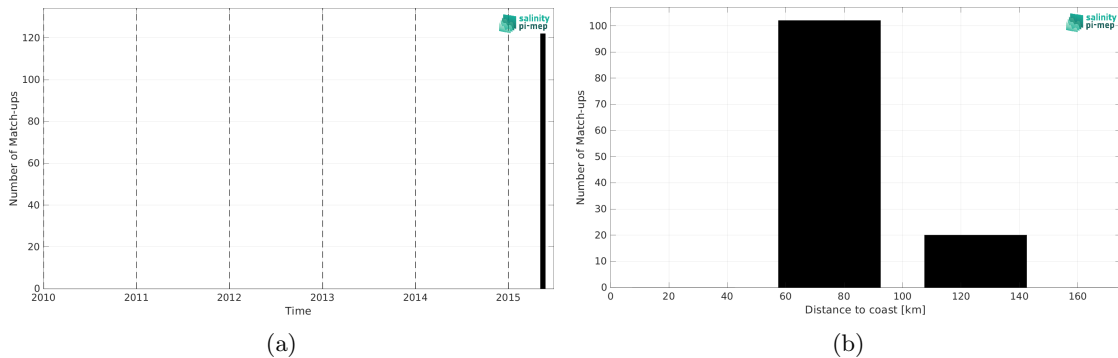 salinity
pi-mep
Number of Match-ups
120
100
80
60
40
20
0
2010 2011 2012 2013 2014 2015
Time
(a)
salinity
pi-mep
Number of Match-ups
100
90
80
70
60
50
40
30
20
10
0
0 20 40 60 80 100 120 140 160
Distance to coast [km]
(b)